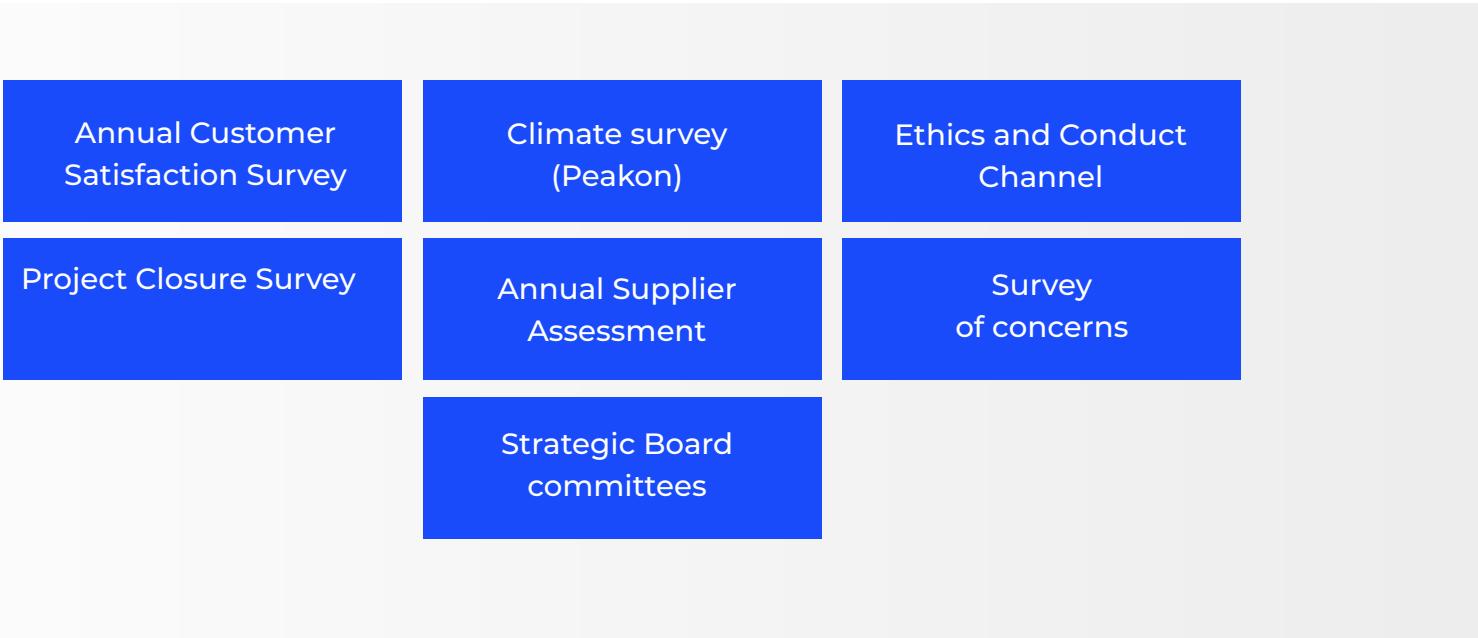 Annual Customer
Satisfaction Survey
Climate survey
(Peakon)
Ethics and Conduct
Channel
Project Closure Survey
Annual Supplier
Assessment
Survey
of concerns
Strategic Board
committees